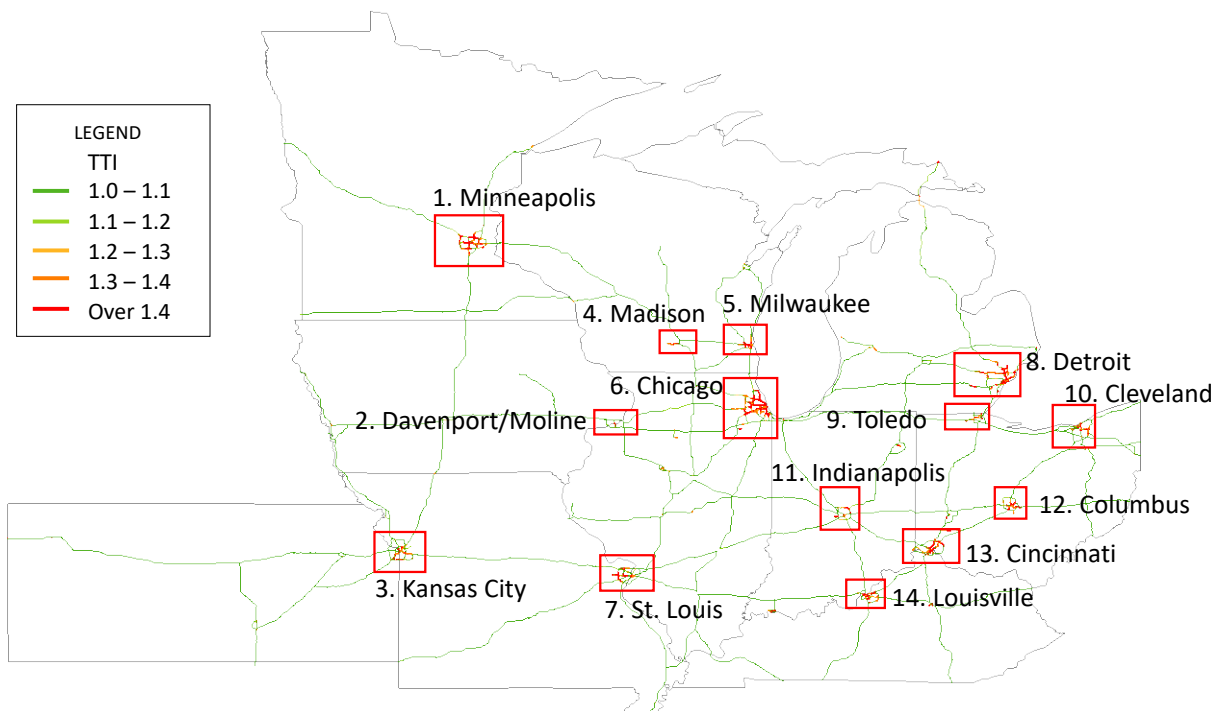 LEGEND
TTI
1.0 – 1.1
1.1 – 1.2
1.2 – 1.3
1.3 – 1.4
Over 1.4
1. Minneapolis
4. Madison
5. Milwaukee
6. Chicago
2. Davenport/Moline
8. Detroit
10. Cleveland
9. Toledo
11. Indianapolis
12. Columbus
13. Cincinnati
3. Kansas City
7. St. Louis
14. Louisville